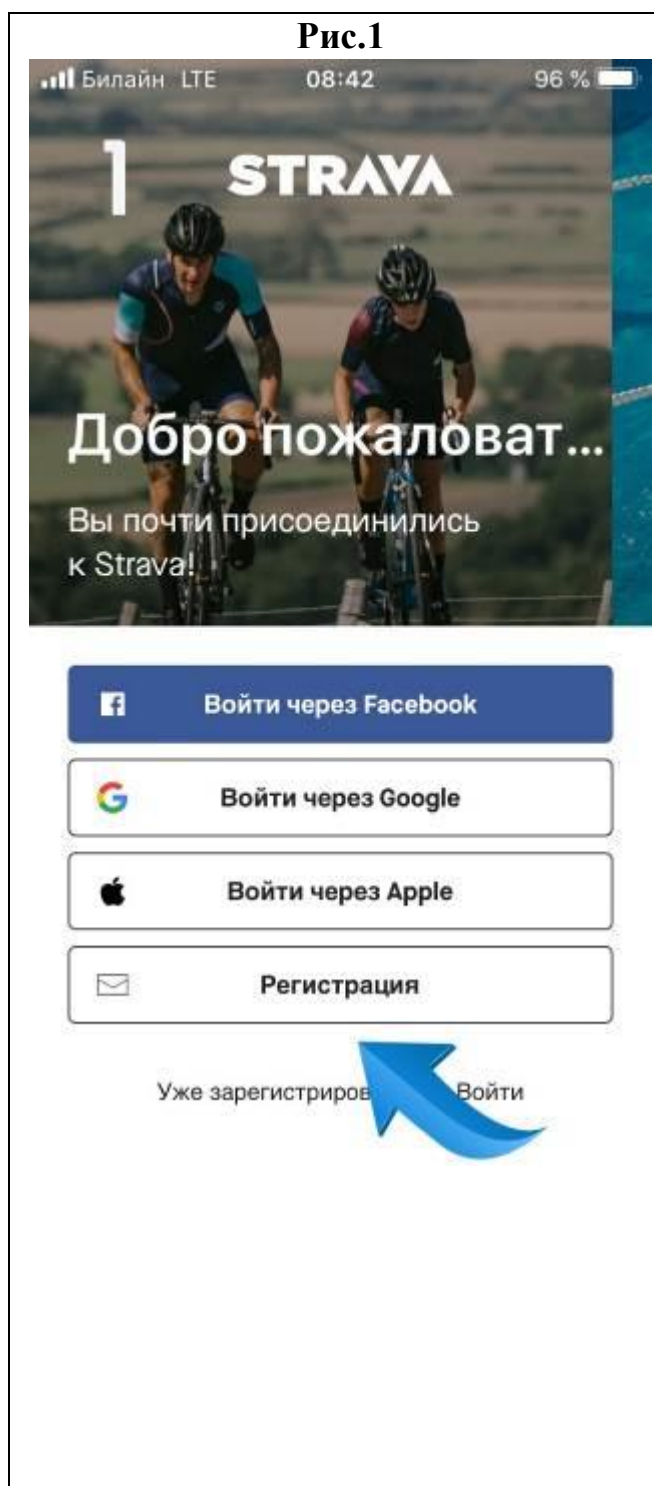 Рис.1
Билайн LTE 08:42 96 %
1 STRAVA
Добро пожаловат...
Вы почти присоединились
к Strava!
Войти через Facebook
Войти через Google
Войти через Apple
Регистрация
Уже Войти